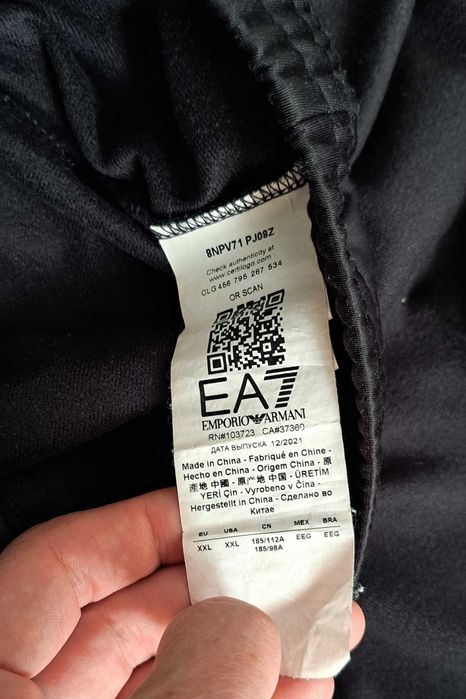 8NPV71 PJ08Z
Check authenticity at
www.certilogo.com
CLG 456 795 267 534
OR SCAN
EA7
EMPORIO ARMANI
RN#103723 CA#37360
ДАТА ВЫПУСКА 12/2021
Made in China - Fabriqué en Chine -
Hecho en China - Origem China - 原
産地 中國 - 原产地 中国 - ÜRETİM
YERİ Çin - Vyrobeno v Čína -
Hergestellt in China - Сделано во
Китае
EU USA CN MEX BRA
XXL XXL 185/112A EEG EEG
185/98A